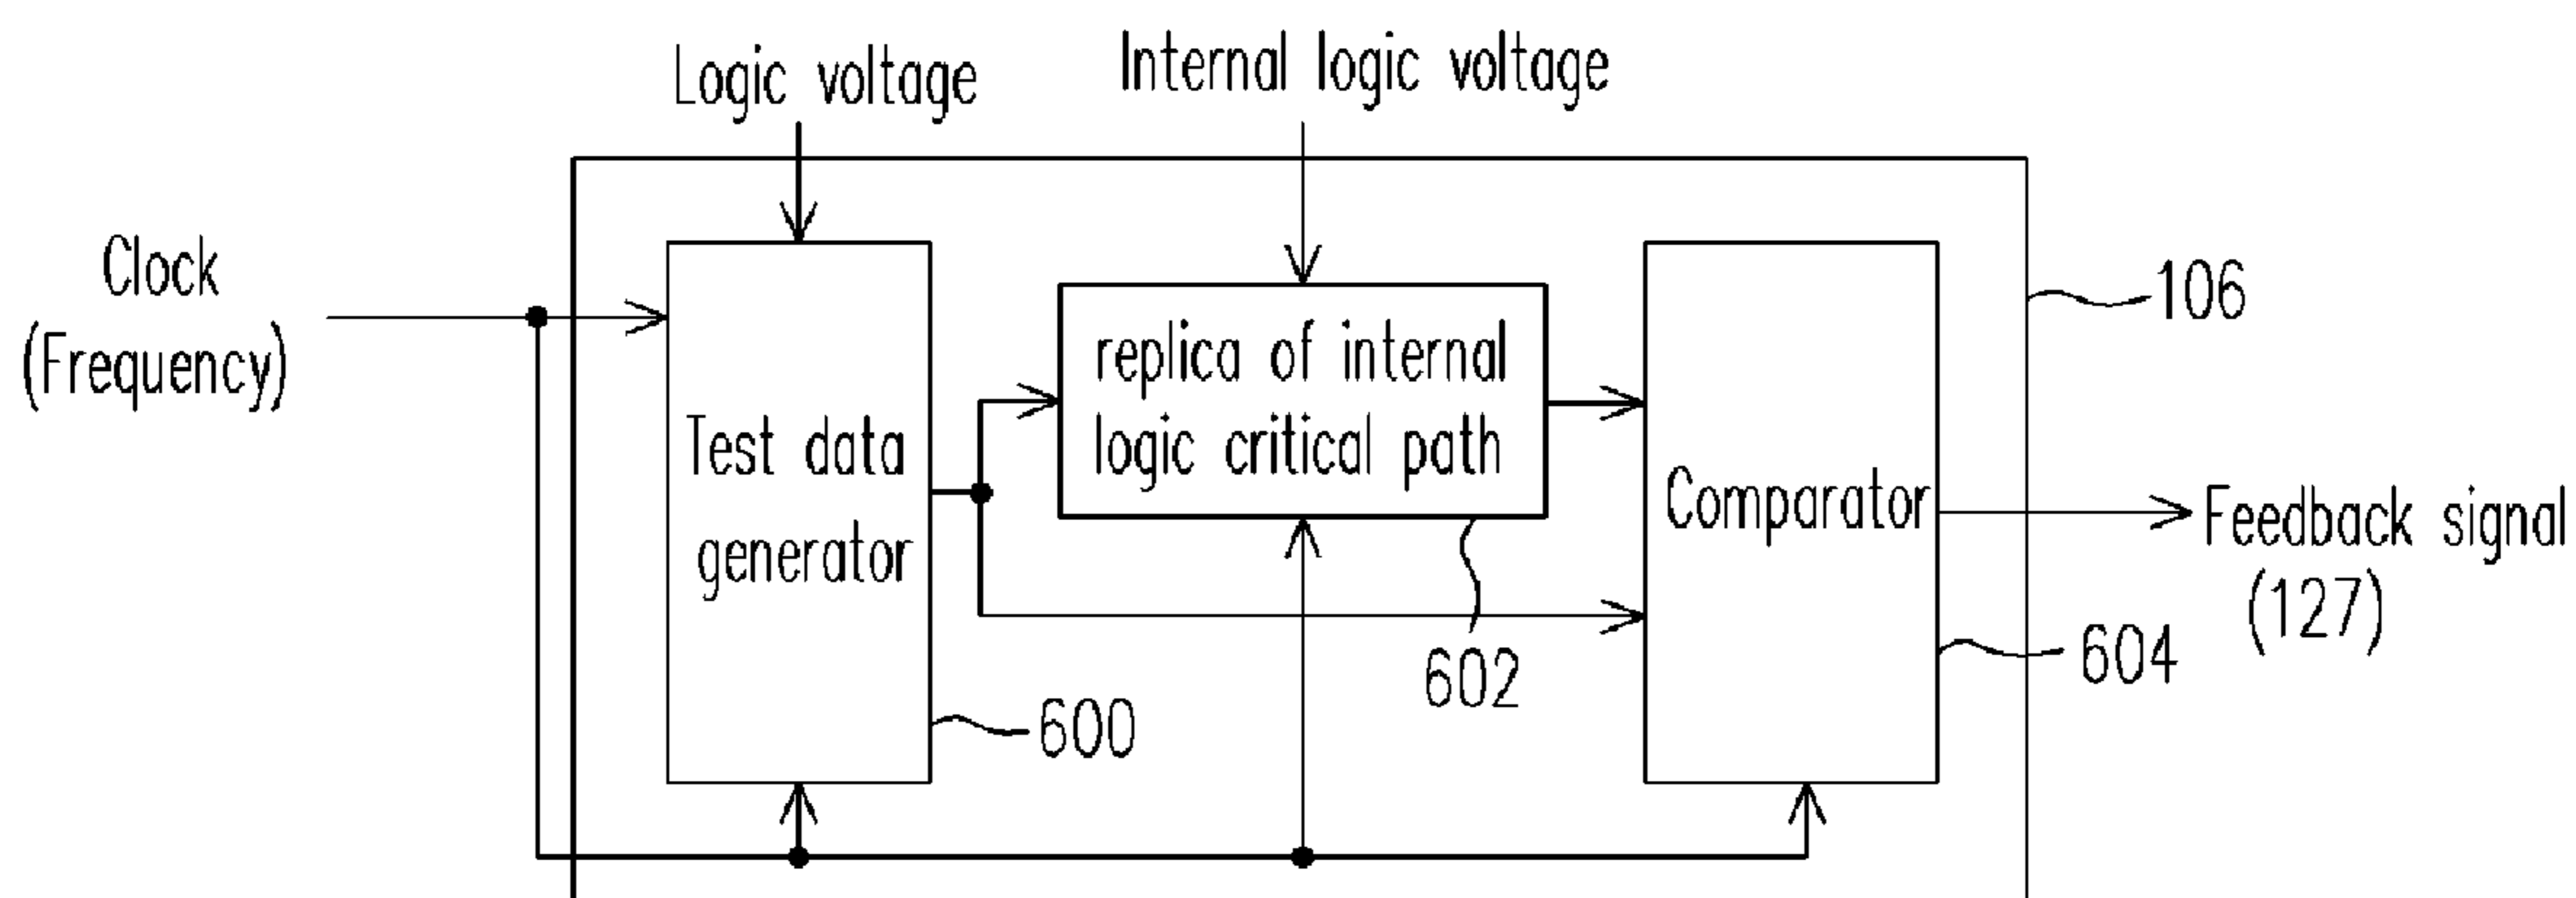 Logic voltage
Internal logic voltage
Clock
(Frequency)
Test data
generator
replica of internal
logic critical path
Comparator
106
Feedback signal
(127)
600
602
604